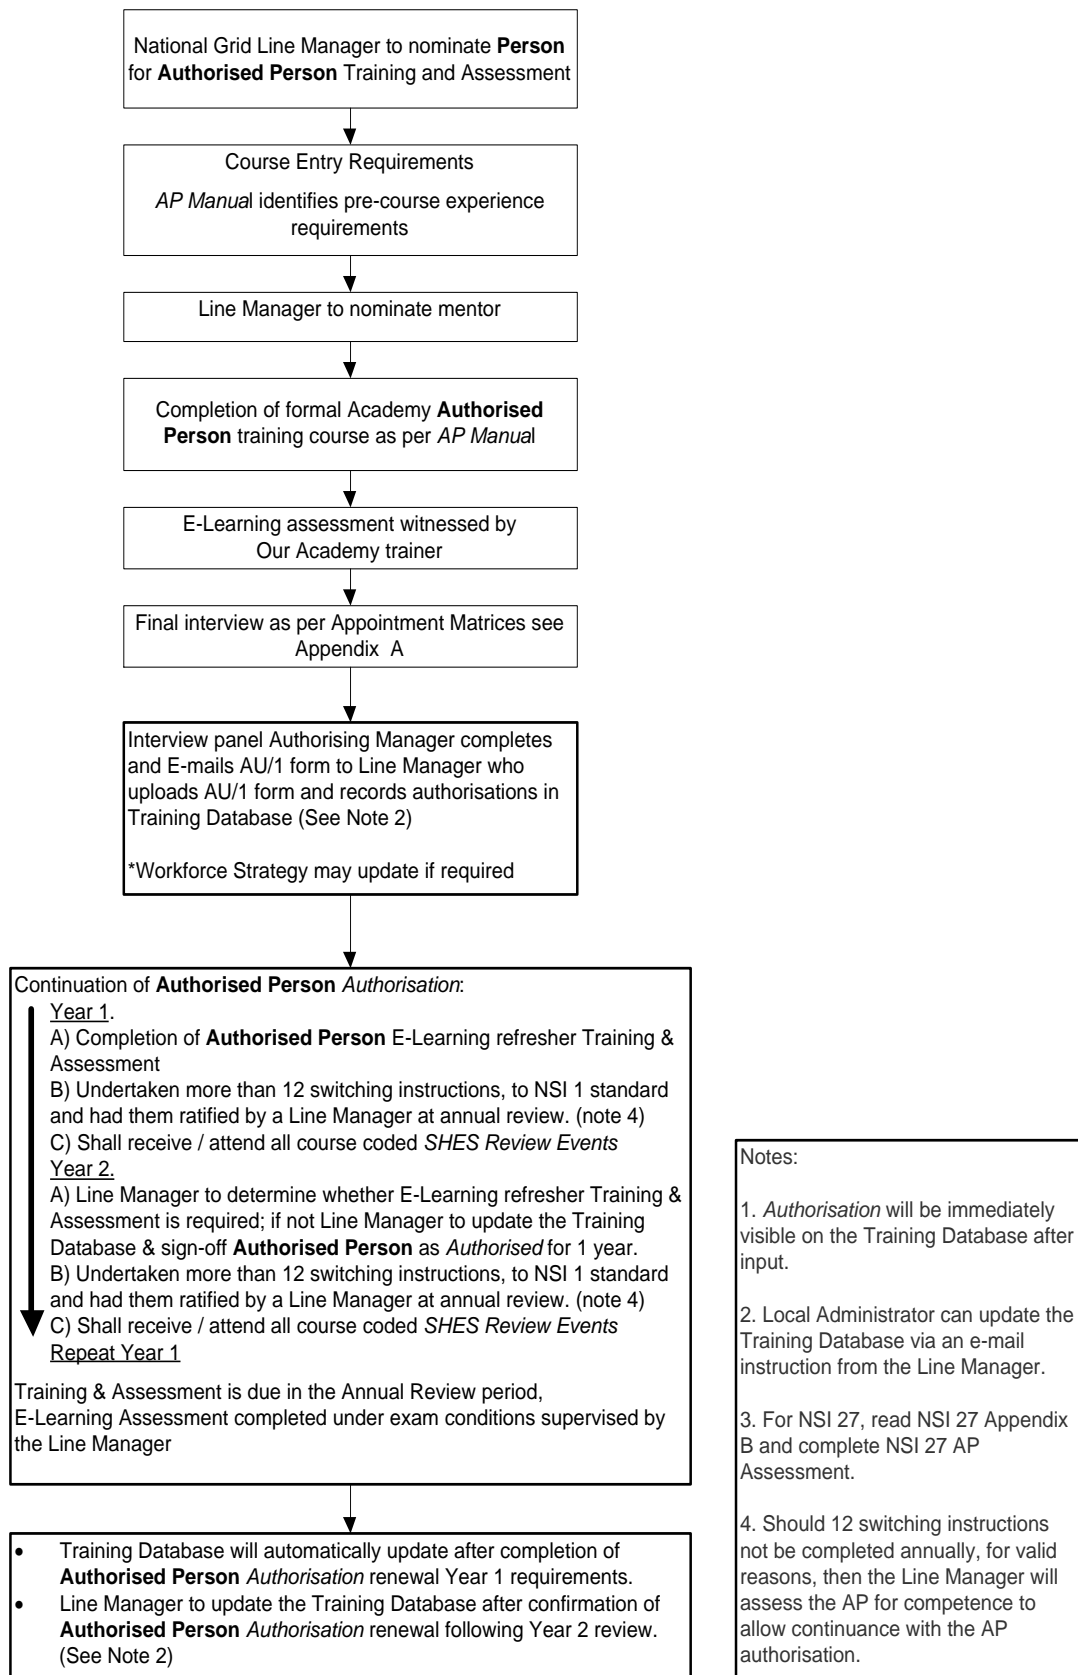 National Grid Line Manager to nominate Person
for Authorised Person Training and Assessment
Course Entry Requirements
AP Manual identifies pre-course experience
requirements
Line Manager to nominate mentor
Completion of formal Academy Authorised
Person training course as per AP Manual
E-Learning assessment witnessed by
Our Academy trainer
Final interview as per Appointment Matrices see
Appendix A
Interview panel Authorising Manager completes
and E-mails AU/1 form to Line Manager who
uploads AU/1 form and records authorisations in
Training Database (See Note 2)
*Workforce Strategy may update if required
Continuation of Authorised Person Authorisation:
Year 1.
A) Completion of Authorised Person E-Learning refresher Training &
Assessment
B) Undertaken more than 12 switching instructions, to NSI 1 standard
and had them ratified by a Line Manager at annual review. (note 4)
C) Shall receive / attend all course coded SHES Review Events
Year 2.
A) Line Manager to determine whether E-Learning refresher Training &
Assessment is required; if not Line Manager to update the Training
Database & sign-off Authorised Person as Authorised for 1 year.
B) Undertaken more than 12 switching instructions, to NSI 1 standard
and had them ratified by a Line Manager at annual review. (note 4)
C) Shall receive / attend all course coded SHES Review Events
Repeat Year 1
Training & Assessment is due in the Annual Review period,
E-Learning Assessment completed under exam conditions supervised by
the Line Manager
• Training Database will automatically update after completion of
Authorised Person Authorisation renewal Year 1 requirements.
• Line Manager to update the Training Database after confirmation of
Authorised Person Authorisation renewal following Year 2 review.
(See Note 2)
Notes:
1. Authorisation will be immediately
visible on the Training Database after
input.
2. Local Administrator can update the
Training Database via an e-mail
instruction from the Line Manager.
3. For NSI 27, read NSI 27 Appendix
B and complete NSI 27 AP
Assessment.
4. Should 12 switching instructions
not be completed annually, for valid
reasons, then the Line Manager will
assess the AP for competence to
allow continuance with the AP
authorisation.